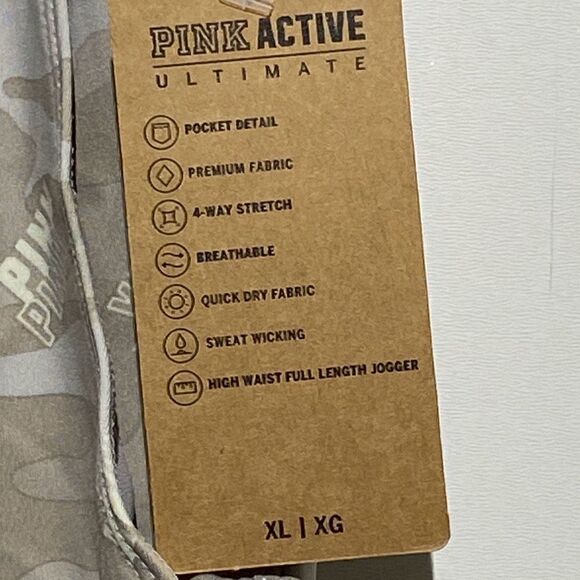 PINK ACTIVE
ULTIMATE
POCKET DETAIL
PREMIUM FABRIC
4-WAY STRETCH
BREATHABLE
QUICK DRY FABRIC
SWEAT WICKING
HIGH WAIST FULL LENGTH JOGGER
XL | XG
PINK